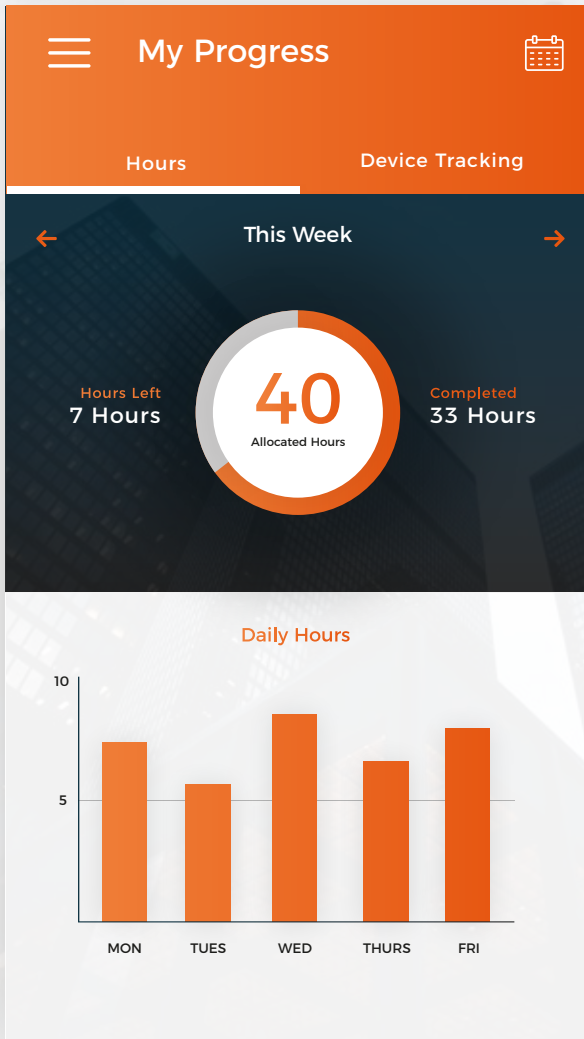 My Progress
Hours
Device Tracking
This Week
Hours Left
7 Hours
40
Allocated Hours
Completed
33 Hours
Daily Hours
10
5
MON TUES WED THURS FRI